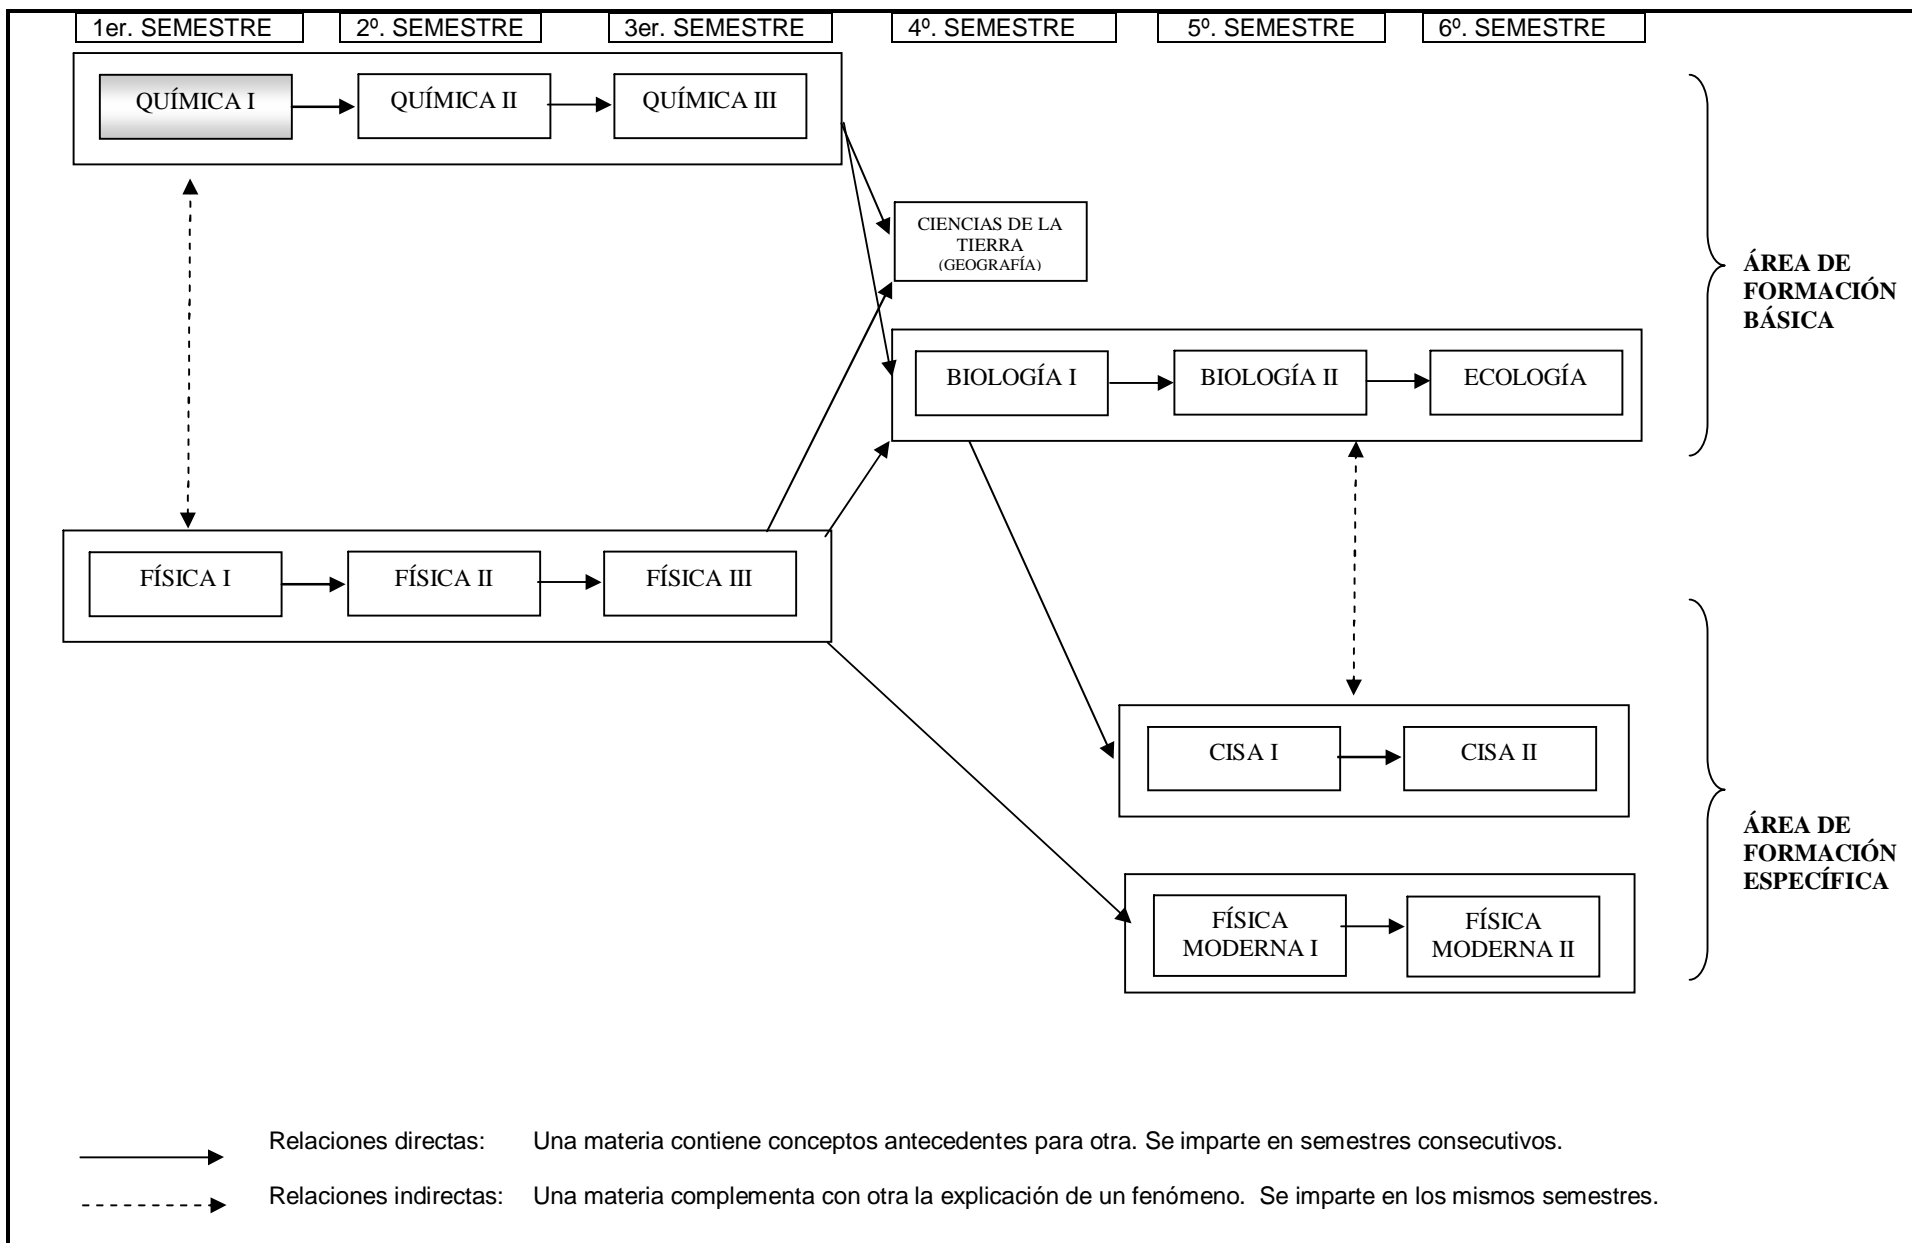 1er. SEMESTRE
2º. SEMESTRE
3er. SEMESTRE
4º. SEMESTRE
5º. SEMESTRE
6º. SEMESTRE
QUÍMICA I
QUÍMICA II
QUÍMICA III
CIENCIAS DE LA
TIERRA
(GEOGRAFÍA)
ÁREA DE
FORMACIÓN
BÁSICA
BIOLOGÍA I
BIOLOGÍA II
ECOLOGÍA
FÍSICA I
FÍSICA II
FÍSICA III
CISA I
CISA II
ÁREA DE
FORMACIÓN
ESPECÍFICA
FÍSICA
MODERNA I
FÍSICA
MODERNA II
Relaciones directas: Una materia contiene conceptos antecedentes para otra. Se imparte en semestres consecutivos.
Relaciones indirectas: Una materia complementa con otra la explicación de un fenómeno. Se imparte en los mismos semestres.